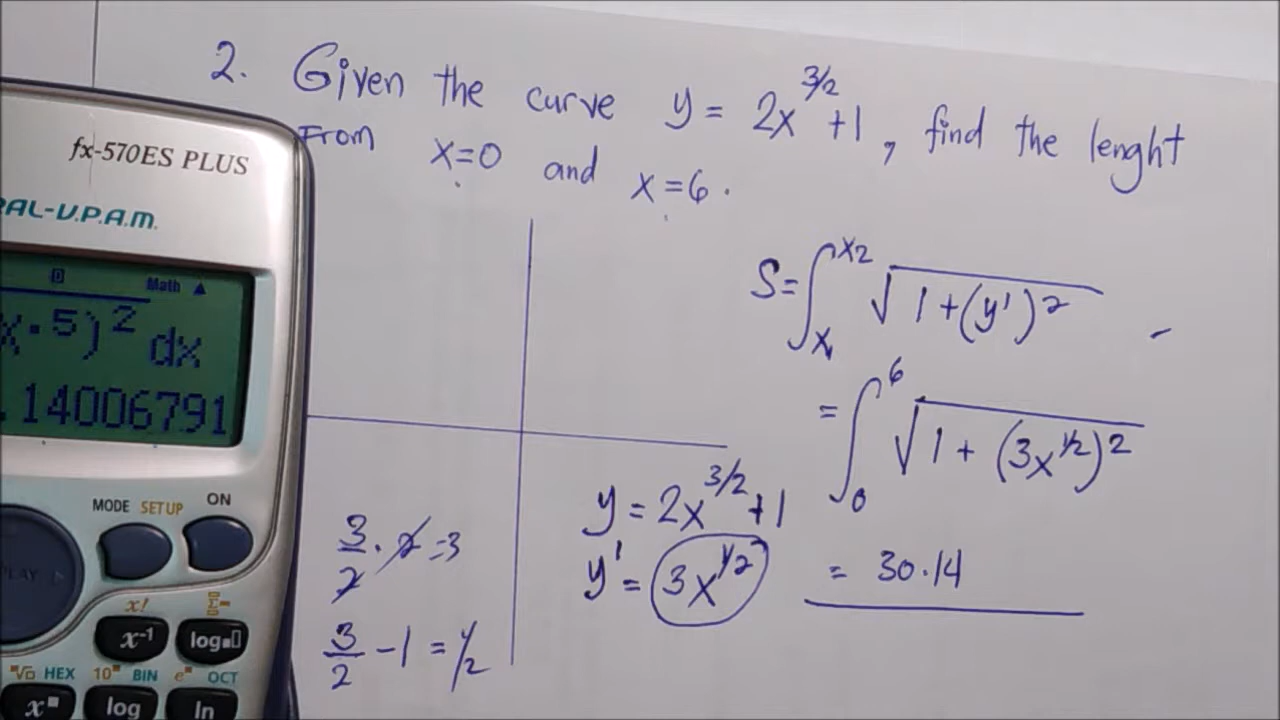 2. Given the curve y = 2x^3/2 + 1, find the lenght
From x=0 and x=6.
fx-570ES PLUS
RAL-V.P.A.M.
D Math ▲
x^.5)² dx
.14006791
S = ∫ₓ₁^x₂ √1+(y')²
= ∫₀^6 √1+(3x^1/2)²
y = 2x^3/2 + 1
y' = 3x^1/2
= 30.14
3/2 · 2 = 3
3/2 - 1 = 1/2
MODE SETUP ON
PLAY
x! Σ
x⁻¹ log
HEX 10 BIN e OCT
x log ln